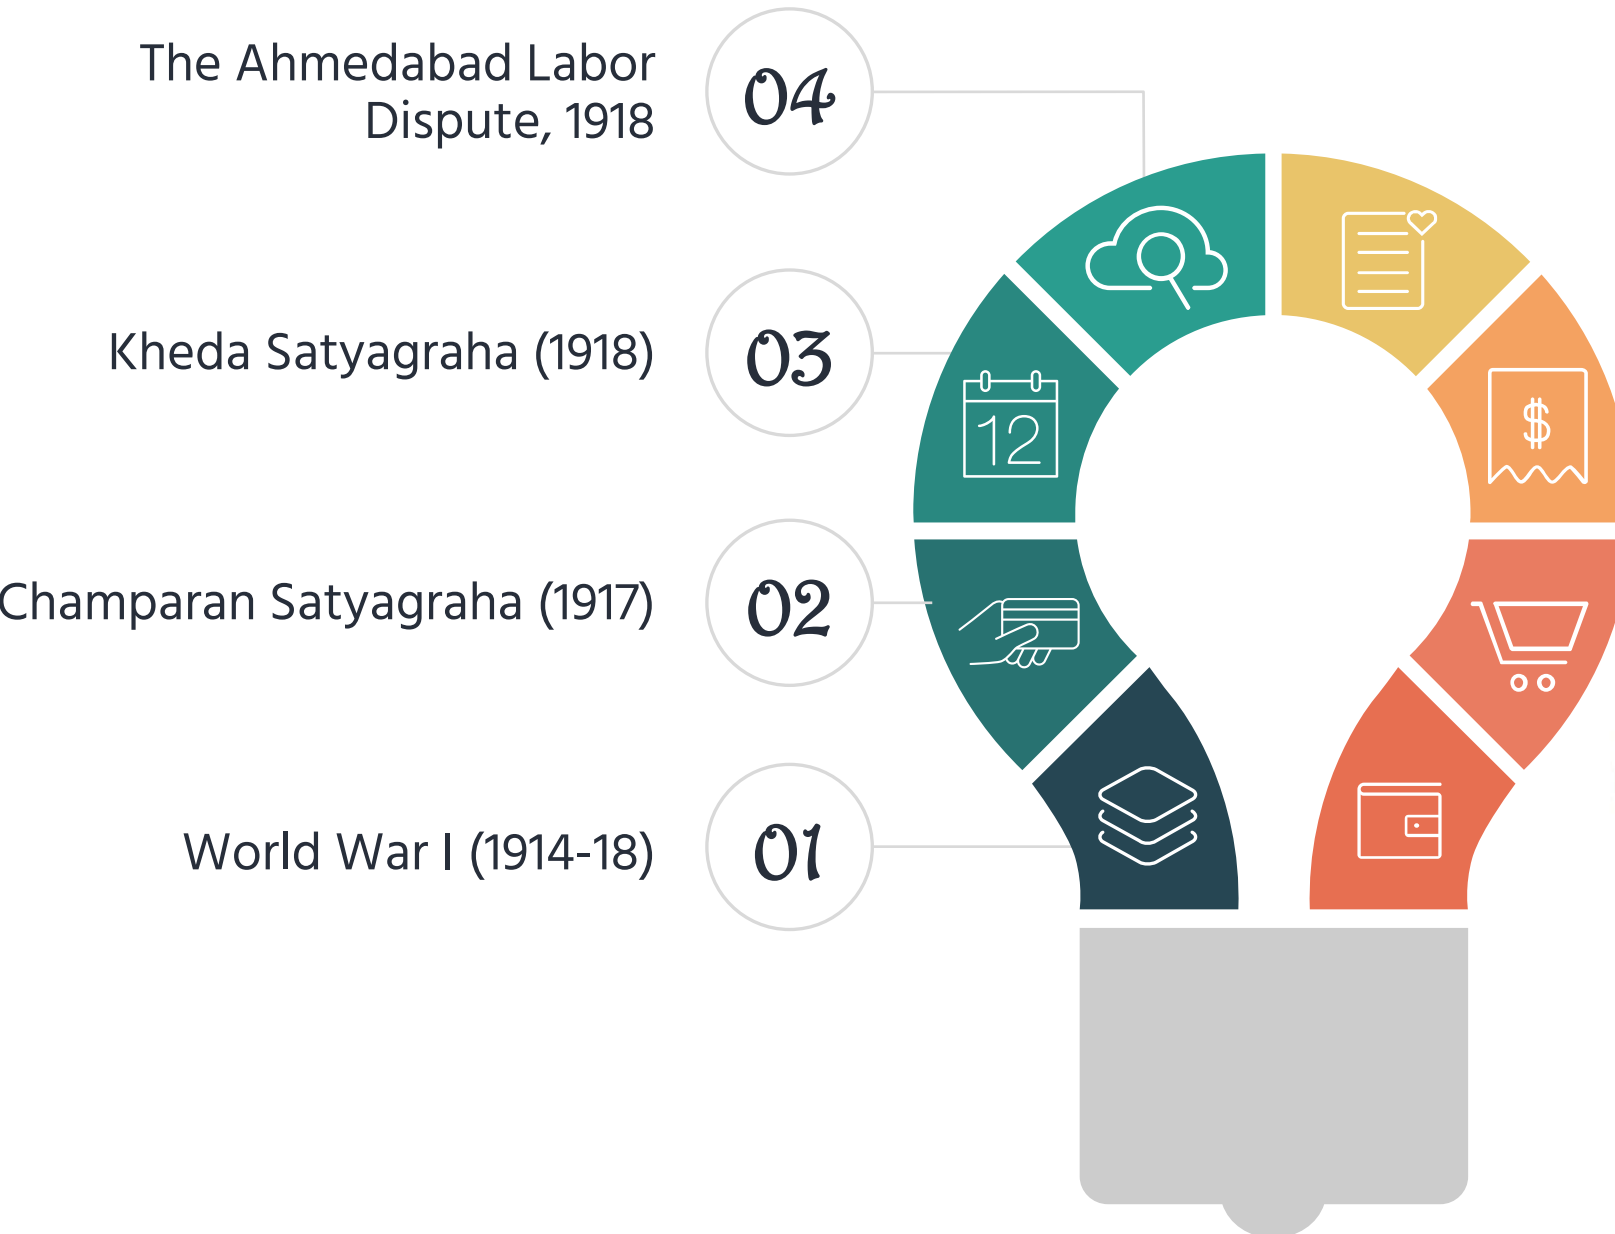 The Ahmedabad Labor
Dispute, 1918
04
Kheda Satyagraha (1918)
03
12
$
Champaran Satyagraha (1917)
02
World War I (1914-18)
01